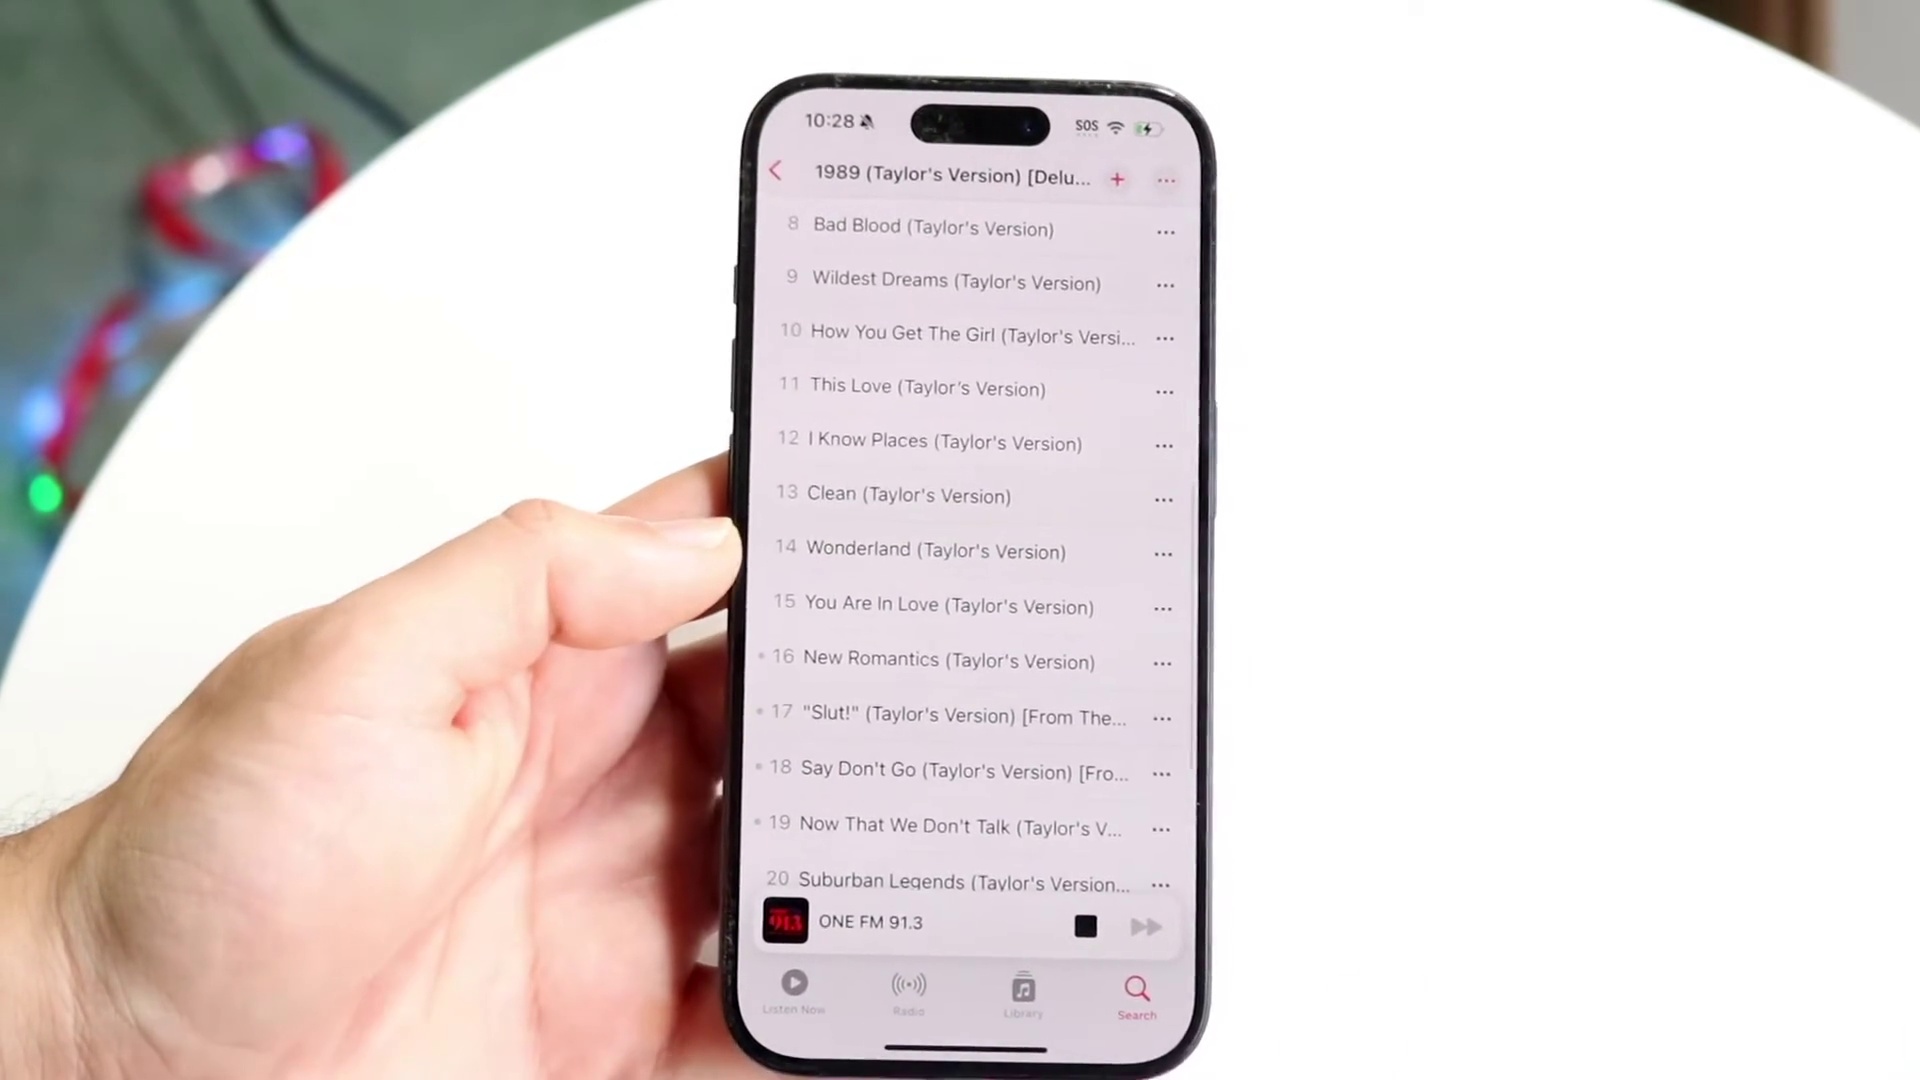 10:28 SOS
1989 (Taylor's Version) [Delu...
8 Bad Blood (Taylor's Version)
9 Wildest Dreams (Taylor's Version)
10 How You Get The Girl (Taylor's Versi...
11 This Love (Taylor's Version)
12 I Know Places (Taylor's Version)
13 Clean (Taylor's Version)
14 Wonderland (Taylor's Version)
15 You Are In Love (Taylor's Version)
16 New Romantics (Taylor's Version)
17 "Slut!" (Taylor's Version) [From The...
18 Say Don't Go (Taylor's Version) [Fro...
19 Now That We Don't Talk (Taylor's V...
20 Suburban Legends (Taylor's Version...
913 ONE FM 91.3
Listen Now Radio Library Search